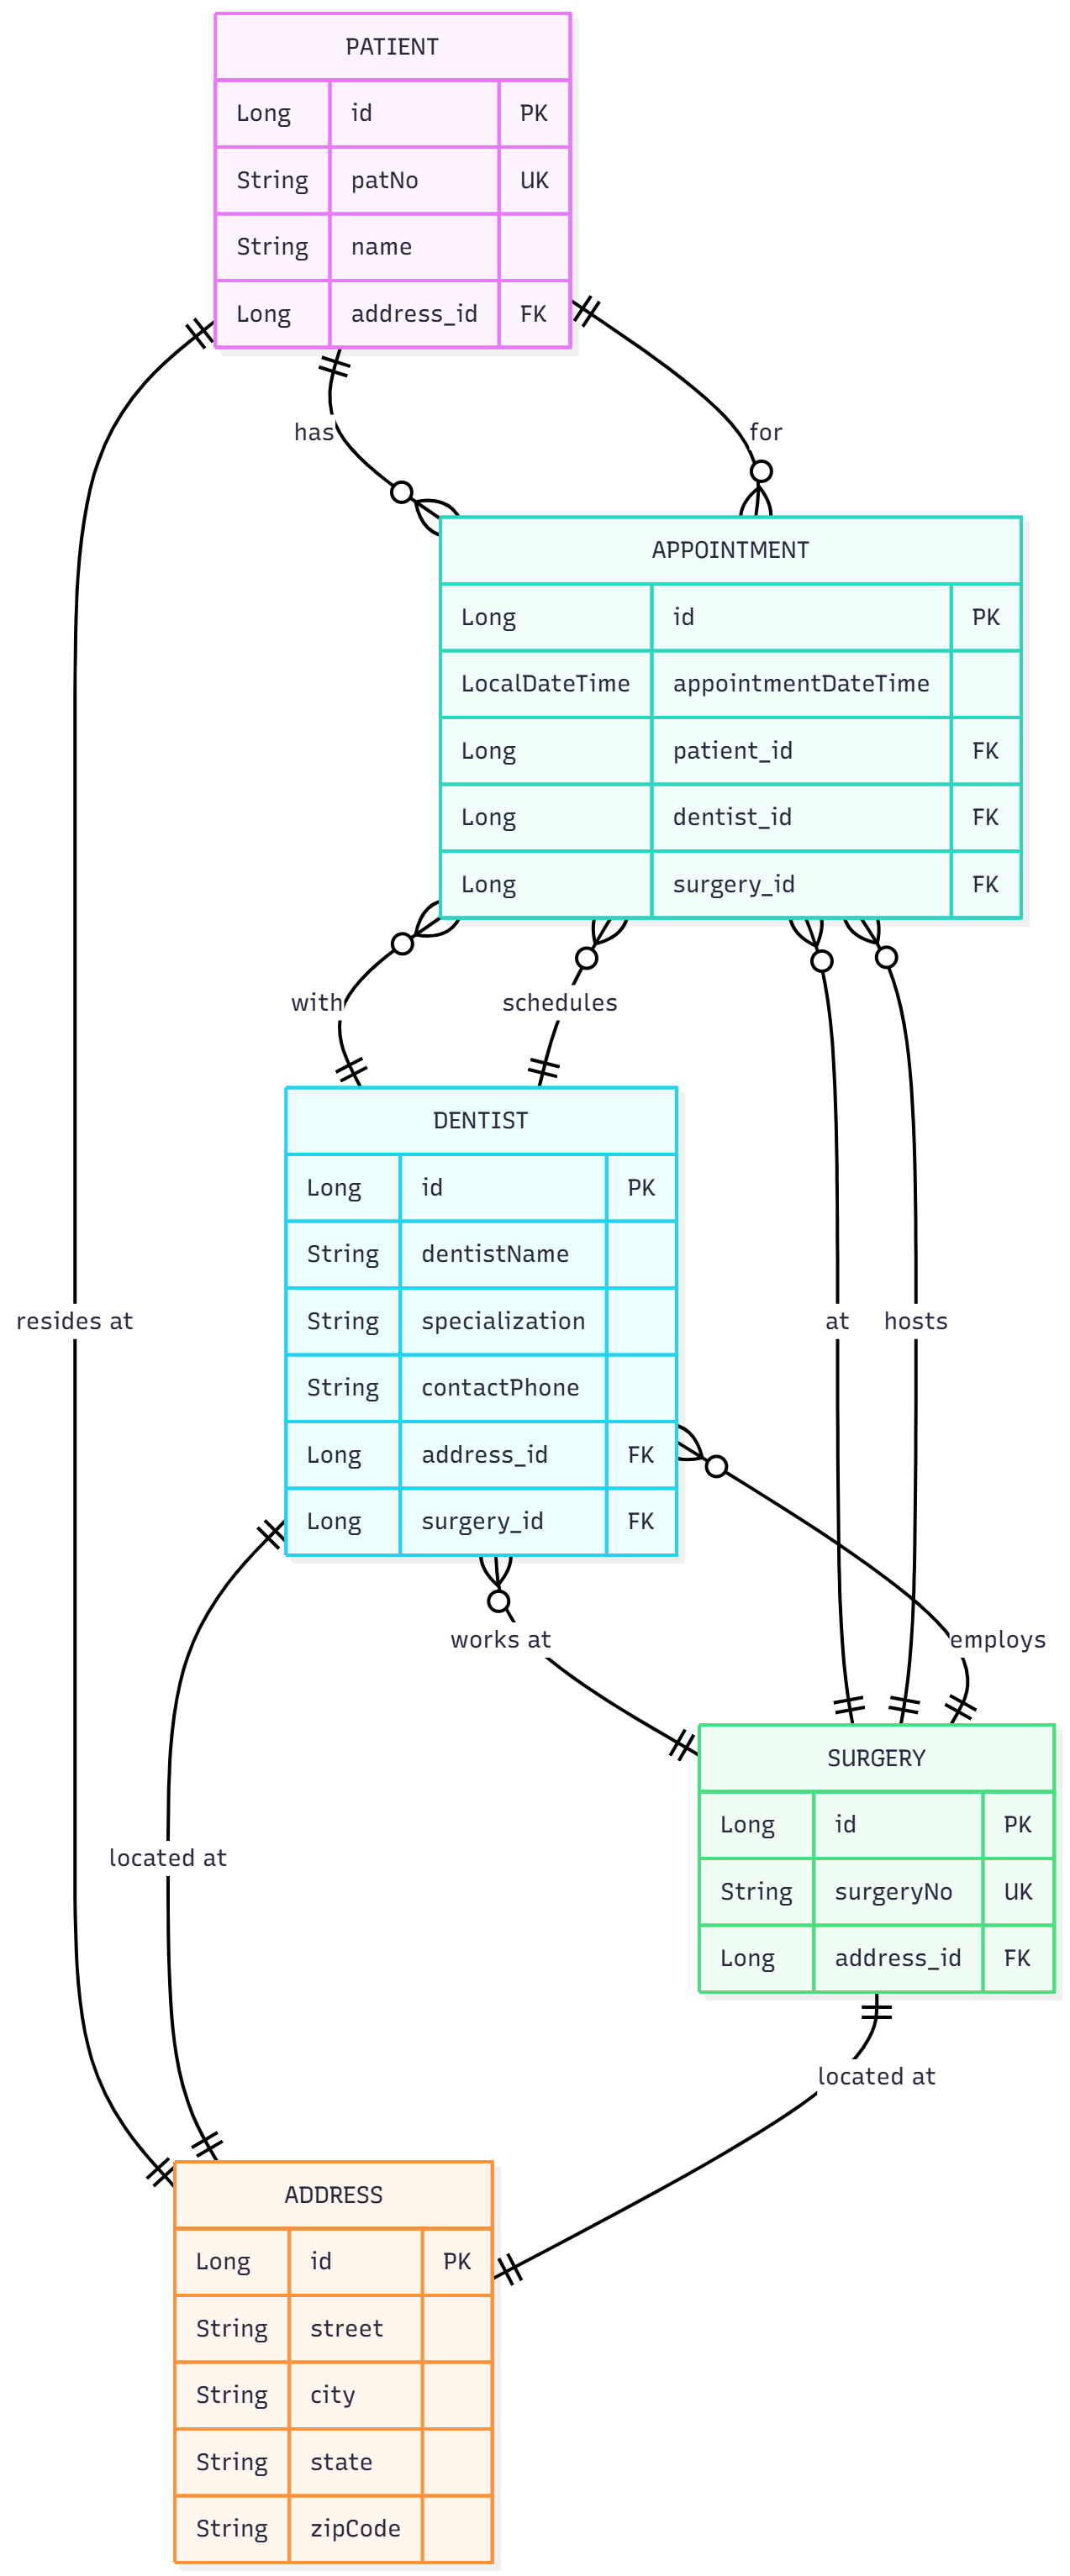 PATIENT
Long id PK
String patNo UK
String name
Long address_id FK
has
for
APPOINTMENT
Long id PK
LocalDateTime appointmentDateTime
Long patient_id FK
Long dentist_id FK
Long surgery_id FK
with
schedules
DENTIST
Long id PK
String dentistName
String specialization
String contactPhone
Long address_id FK
Long surgery_id FK
resides at
at
hosts
works at
employs
SURGERY
Long id PK
String surgeryNo UK
Long address_id FK
located at
located at
ADDRESS
Long id PK
String street
String city
String state
String zipCode